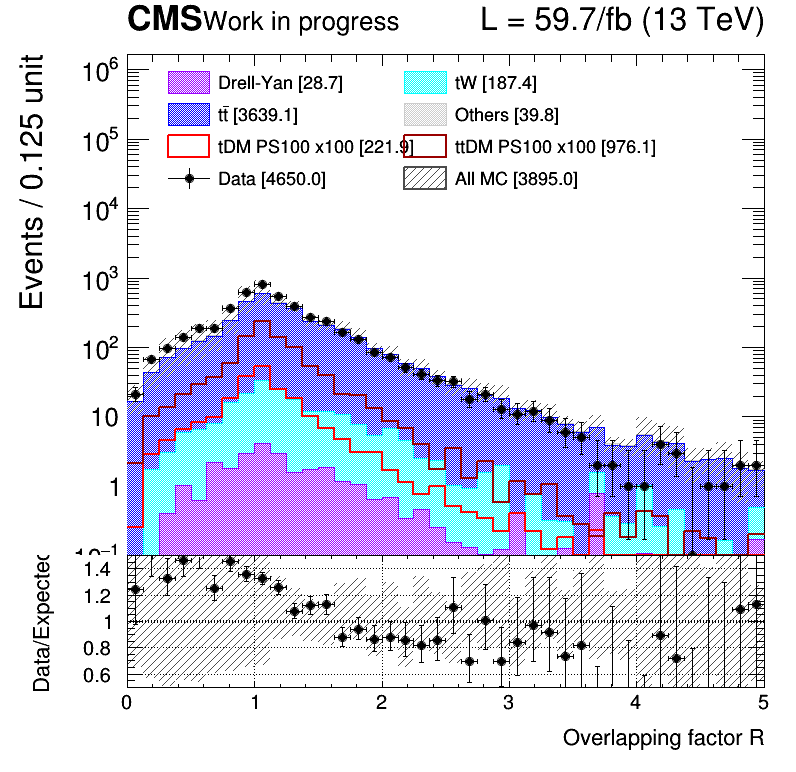 CMS Work in progress L = 59.7/fb (13 TeV)
Events / 0.125 unit
10⁶
10⁵
10⁴
10³
10²
10
1
10⁻¹
Drell-Yan [28.7] tW [187.4]
tt̄ [3639.1] Others [39.8]
tDM PS100 x100 [221.9] ttDM PS100 x100 [976.1]
Data [4650.0] All MC [3895.0]
Data/Expected
1.4
1.2
1
0.8
0.6
0 1 2 3 4 5
Overlapping factor R